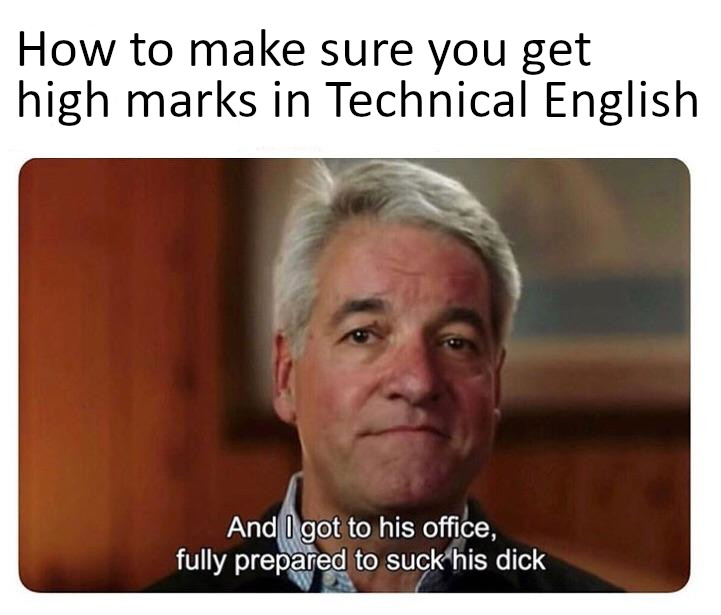 How to make sure you get
high marks in Technical English
And I got to his office,
fully prepared to suck his dick